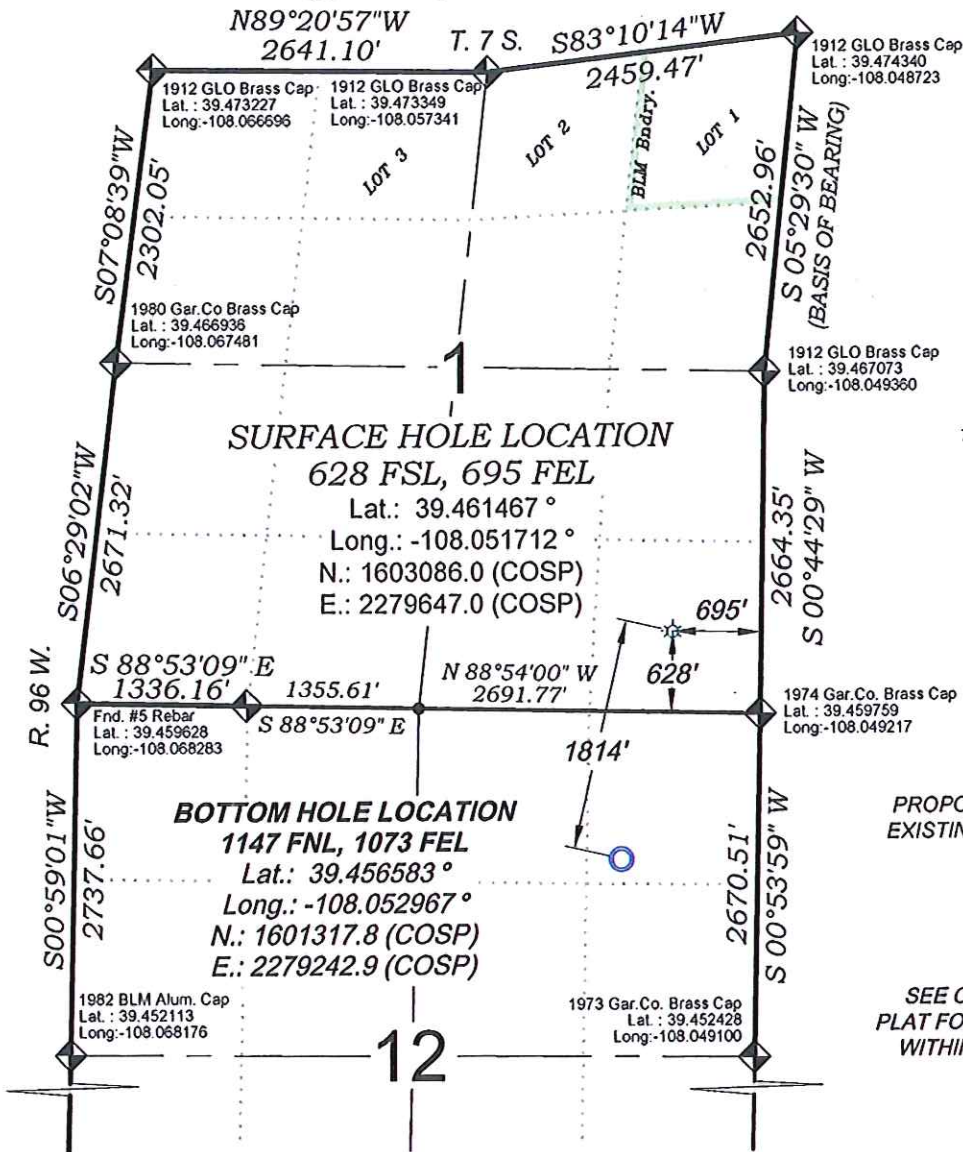 N89°20'57"W
2641.10'
T. 7 S.
S83°10'14"W
2459.47'
1912 GLO Brass Cap
Lat. : 39.474340
Long:-108.048723
1912 GLO Brass Cap
Lat. : 39.473227
Long:-108.066696
1912 GLO Brass Cap
Lat. : 39.473349
Long:-108.057341
LOT 3
LOT 2
BLM Bndry.
LOT 1
S07°08'39"W
2302.05'
2652.96'
S 05°29'30" W
(BASIS OF BEARING)
1980 Gar.Co Brass Cap
Lat. : 39.466936
Long:-108.067481
1
1912 GLO Brass Cap
Lat. : 39.467073
Long:-108.049360
SURFACE HOLE LOCATION
628 FSL, 695 FEL
Lat.: 39.461467 °
Long.: -108.051712 °
N.: 1603086.0 (COSP)
E.: 2279647.0 (COSP)
S06°29'02"W
2671.32'
2664.35'
S 00°44'29" W
695'
628'
R. 96 W.
S 88°53'09" E
1336.16'
1355.61'
S 88°53'09" E
N 88°54'00" W
2691.77'
Fnd. #5 Rebar
Lat. : 39.459628
Long:-108.068283
1974 Gar.Co. Brass Cap
Lat. : 39.459759
Long:-108.049217
1814'
BOTTOM HOLE LOCATION
1147 FNL, 1073 FEL
Lat.: 39.456583 °
Long.: -108.052967 °
N.: 1601317.8 (COSP)
E.: 2279242.9 (COSP)
S00°59'01"W
2737.66'
2670.51'
S 00°53'59" W
PROPO
EXISTIN
1982 BLM Alum. Cap
Lat. : 39.452113
Long:-108.068176
12
1973 Gar.Co. Brass Cap
Lat. : 39.452428
Long:-108.049100
SEE C
PLAT FO
WITHI